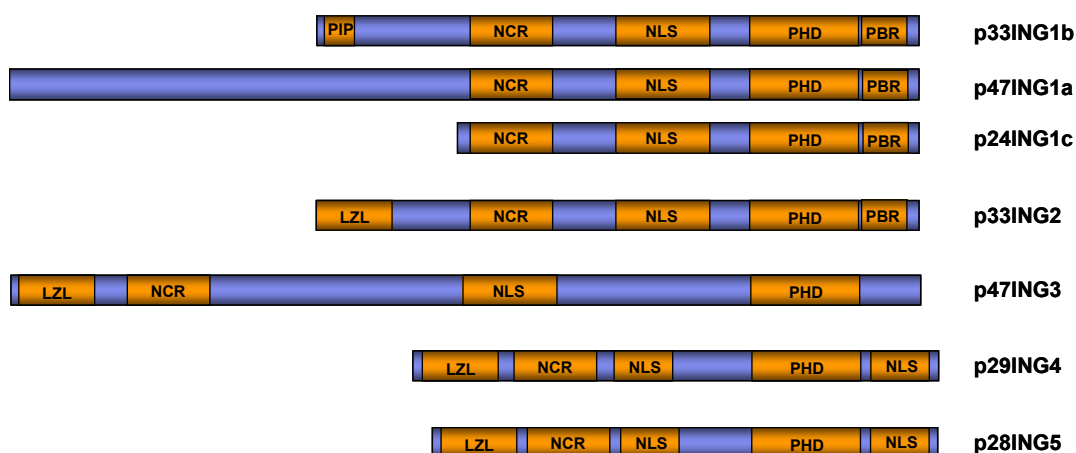 PIP NCR NLS PHD PBR p33ING1b
NCR NLS PHD PBR p47ING1a
NCR NLS PHD PBR p24ING1c
LZL NCR NLS PHD PBR p33ING2
LZL NCR NLS PHD p47ING3
LZL NCR NLS PHD NLS p29ING4
LZL NCR NLS PHD NLS p28ING5